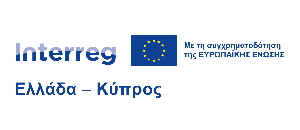 Interreg
Με τη συγχρηματοδότηση
της ΕΥΡΩΠΑΪΚΗΣ ΕΝΩΣΗΣ
Ελλάδα – Κύπρος